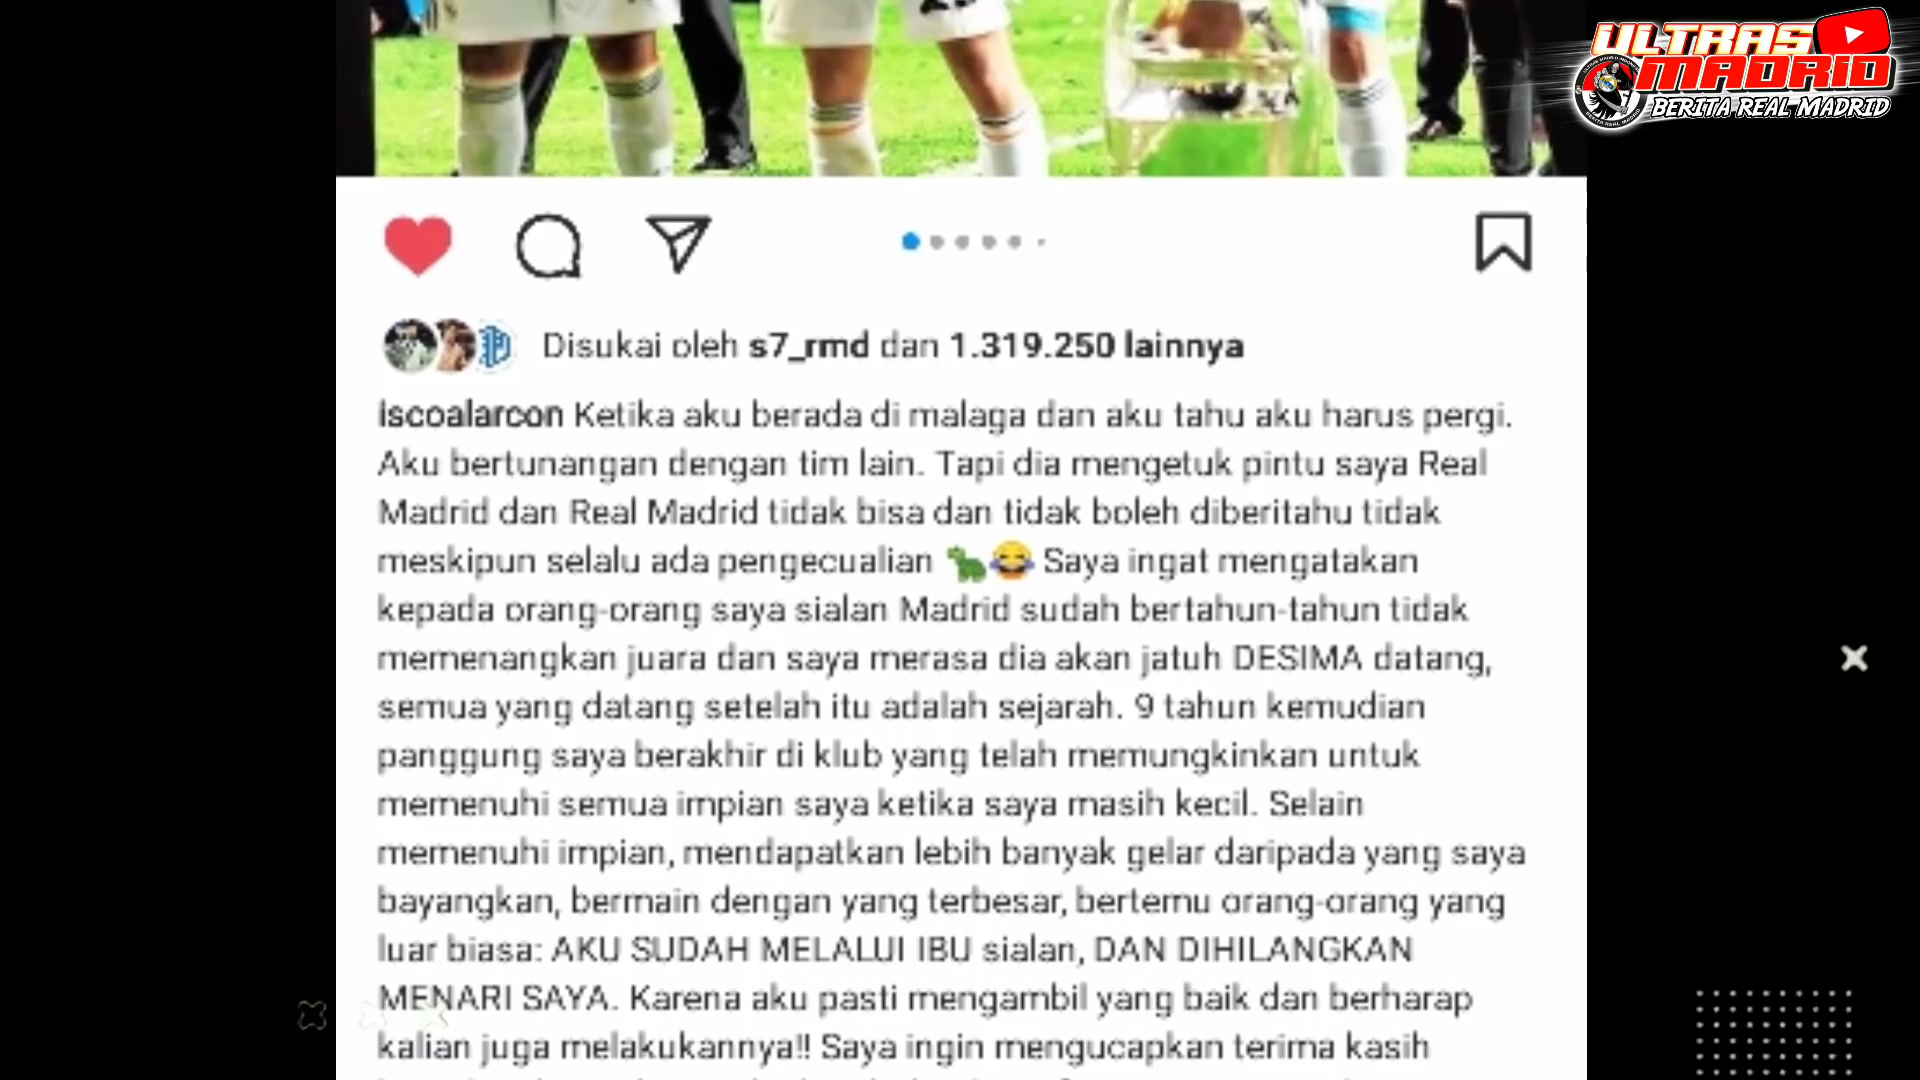 ULTRAS
MADRID
BERITA REAL MADRID
Disukai oleh s7_rmd dan 1.319.250 lainnya
iscoalarcon Ketika aku berada di malaga dan aku tahu aku harus pergi.
Aku bertunangan dengan tim lain. Tapi dia mengetuk pintu saya Real
Madrid dan Real Madrid tidak bisa dan tidak boleh diberitahu tidak
meskipun selalu ada pengecualian 🦕😂 Saya ingat mengatakan
kepada orang-orang saya sialan Madrid sudah bertahun-tahun tidak
memenangkan juara dan saya merasa dia akan jatuh DESIMA datang,
semua yang datang setelah itu adalah sejarah. 9 tahun kemudian
panggung saya berakhir di klub yang telah memungkinkan untuk
memenuhi semua impian saya ketika saya masih kecil. Selain
memenuhi impian, mendapatkan lebih banyak gelar daripada yang saya
bayangkan, bermain dengan yang terbesar, bertemu orang-orang yang
luar biasa: AKU SUDAH MELALUI IBU sialan, DAN DIHILANGKAN
MENARI SAYA. Karena aku pasti mengambil yang baik dan berharap
kalian juga melakukannya!! Saya ingin mengucapkan terima kasih